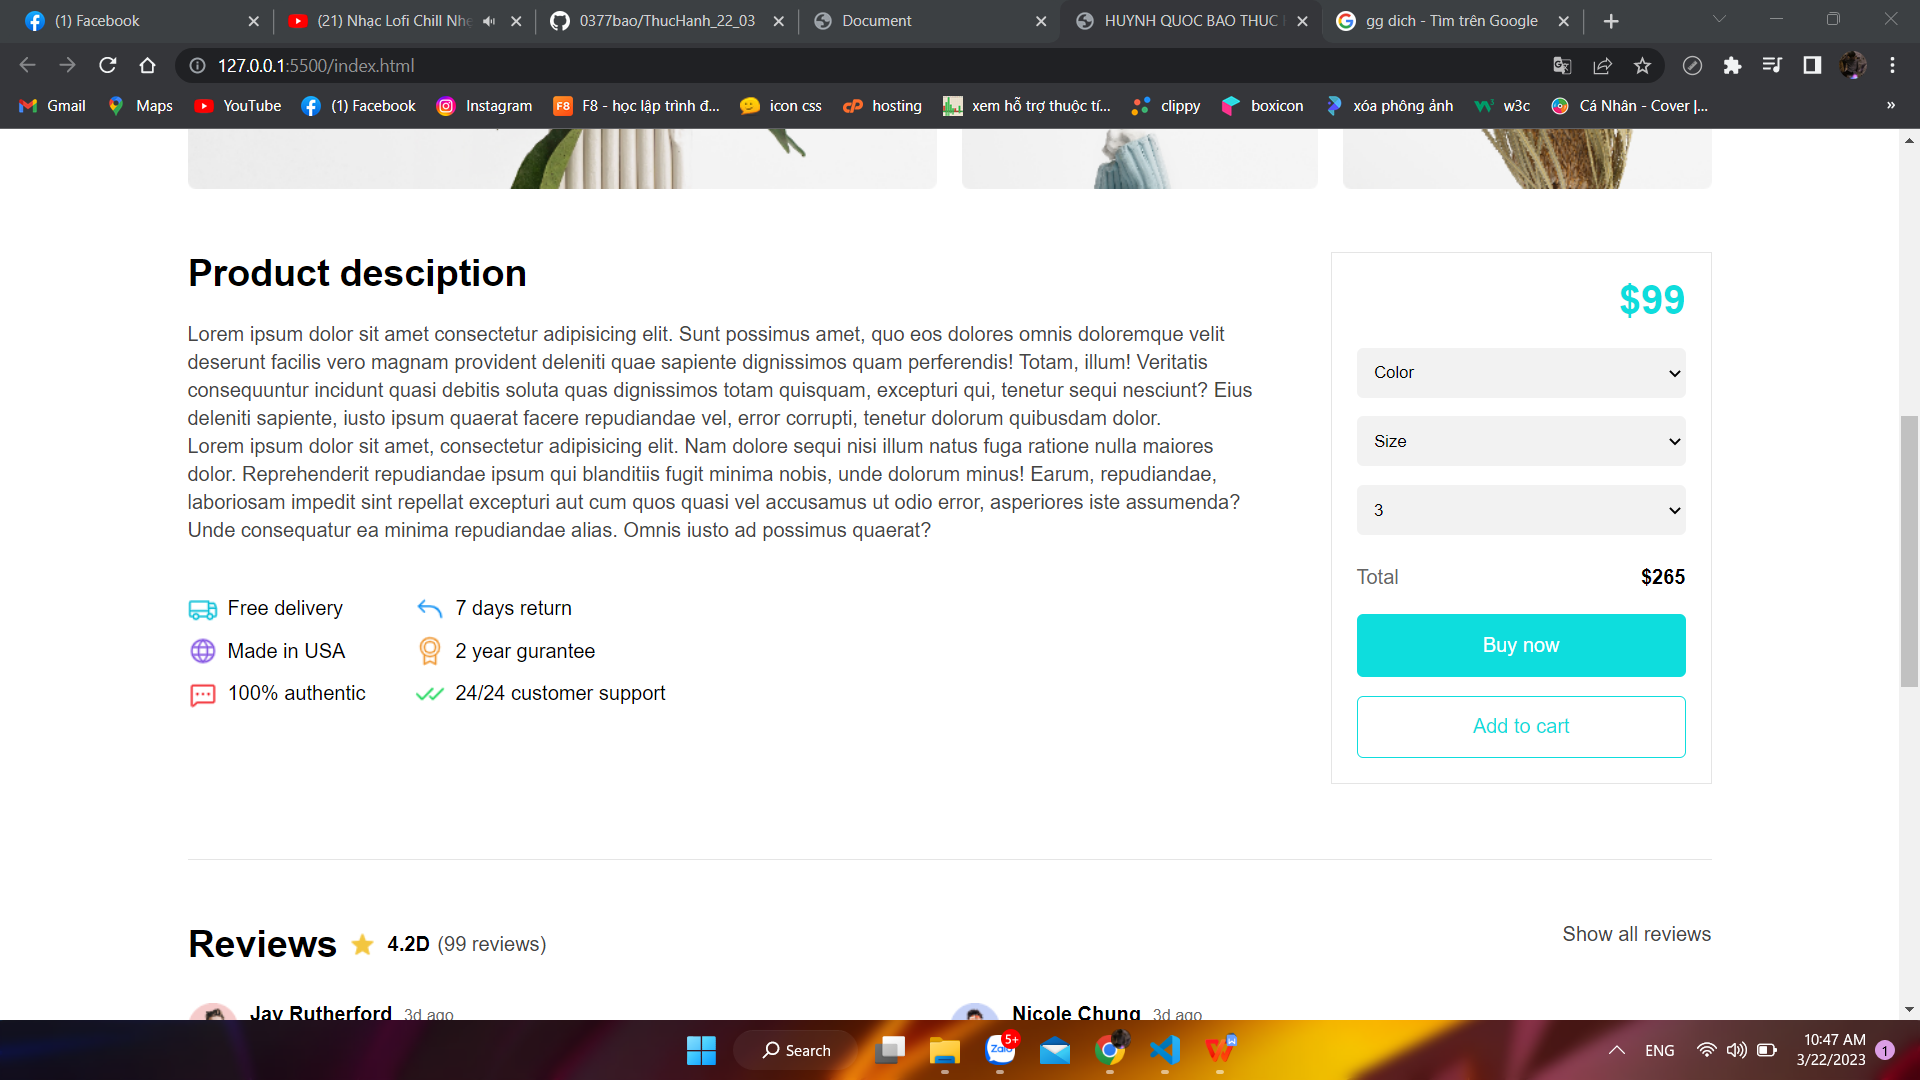 (1) Facebook
(21) Nhạc Lofi Chill Nhẹ
0377bao/ThucHanh_22_03
Document
HUYNH QUOC BAO THUC
gg dich - Tìm trên Google
127.0.0.1:5500/index.html
Gmail
Maps
YouTube
(1) Facebook
Instagram
F8 - học lập trình đ...
icon css
hosting
xem hỗ trợ thuộc tí...
clippy
boxicon
xóa phông ảnh
w3c
Cá Nhân - Cover |...
»
Product desciption
Lorem ipsum dolor sit amet consectetur adipisicing elit. Sunt possimus amet, quo eos dolores omnis doloremque velit
deserunt facilis vero magnam provident deleniti quae sapiente dignissimos quam perferendis! Totam, illum! Veritatis
consequuntur incidunt quasi debitis soluta quas dignissimos totam quisquam, excepturi qui, tenetur sequi nesciunt? Eius
deleniti sapiente, iusto ipsum quaerat facere repudiandae vel, error corrupti, tenetur dolorum quibusdam dolor.
Lorem ipsum dolor sit amet, consectetur adipisicing elit. Nam dolore sequi nisi illum natus fuga ratione nulla maiores
dolor. Reprehenderit repudiandae ipsum qui blanditiis fugit minima nobis, unde dolorum minus! Earum, repudiandae,
laboriosam impedit sint repellat excepturi aut cum quos quasi vel accusamus ut odio error, asperiores iste assumenda?
Unde consequatur ea minima repudiandae alias. Omnis iusto ad possimus quaerat?
Free delivery
7 days return
Made in USA
2 year gurantee
100% authentic
24/24 customer support
$99
Color
Size
3
Total $265
Buy now
Add to cart
Reviews 4.2D (99 reviews)
Show all reviews
Jay Rutherford 3d ago
Nicole Chung 3d ago
Search
Zalo
5+
ENG
10:47 AM
3/22/2023
1